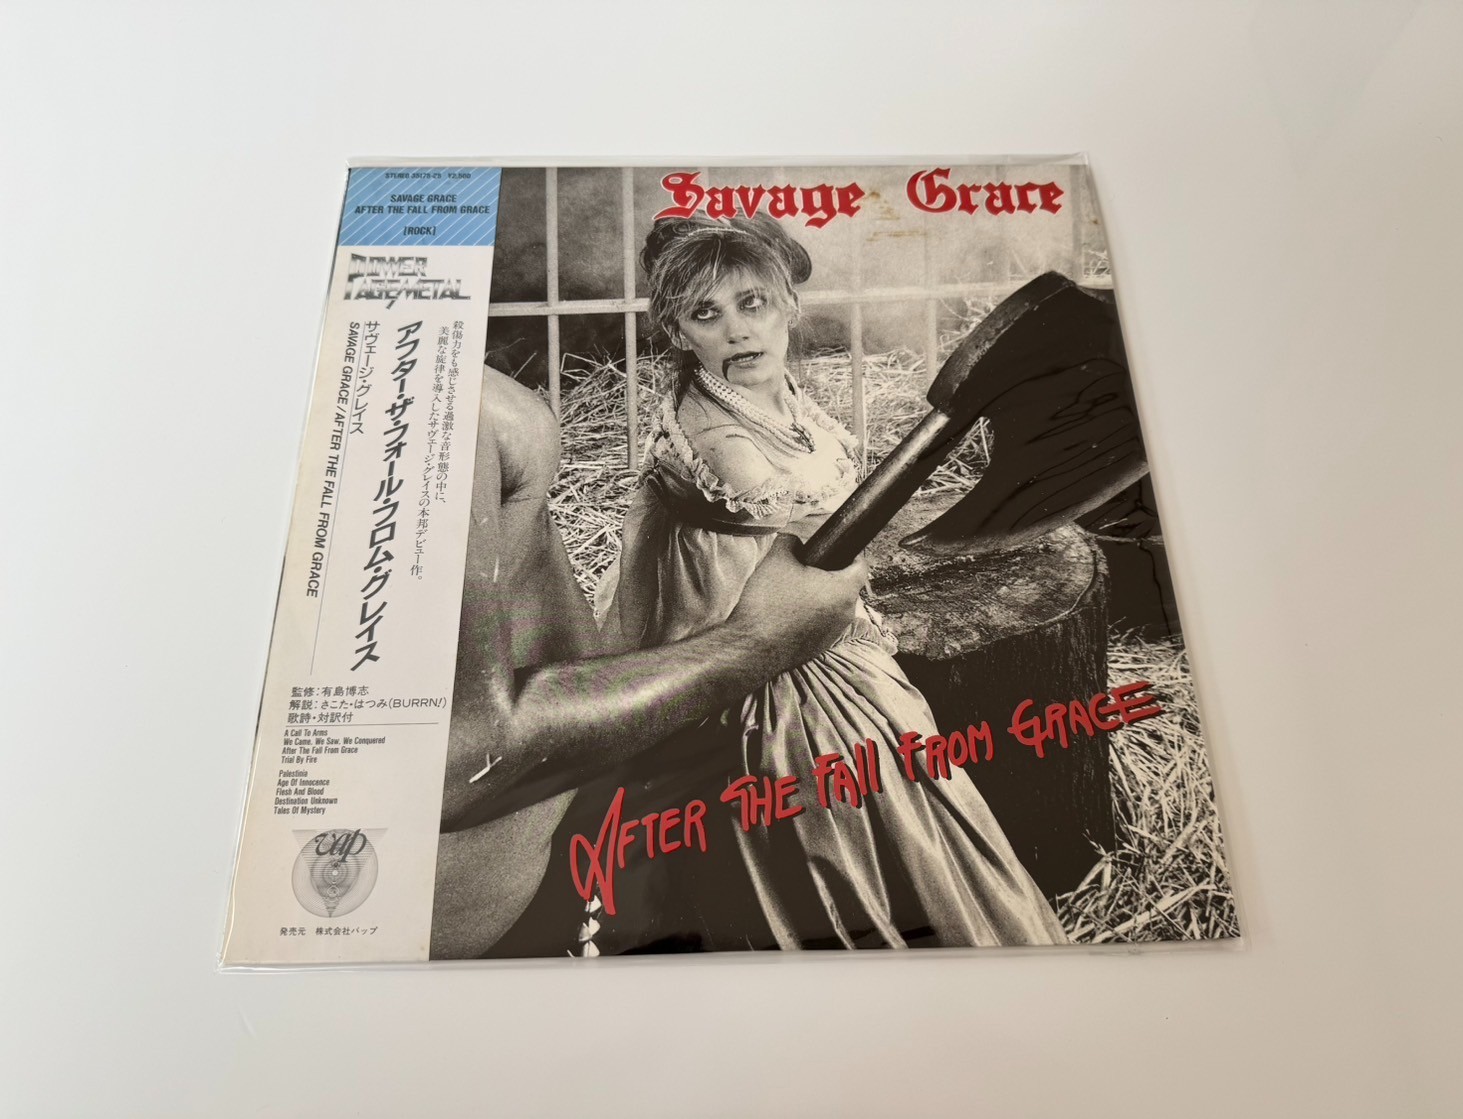 STEREO 35178-25 ¥2,500
SAVAGE GRACE
AFTER THE FALL FROM GRACE
[ROCK]
POWER
RAGE/METAL
殺傷力をも感じさせる過激な音形態の中に、
美麗な旋律を導入したサヴェージ・グレイスの本邦デビュー作。
アフター・ザ・フォール・フロム・グレイス
サヴェージ・グレイス
SAVAGE GRACE/AFTER THE FALL FROM GRACE
監修:有島博志
解説:さこた・はつみ(BURRN!)
歌詩・対訳付
A Call To Arms
We Came, We Saw, We Conquered
After The Fall From Grace
Trial By Fire
Palestinia
Age Of Innocence
Flesh And Blood
Destination Unknown
Tales Of Mystery
vap
発売元 株式会社バップ
Savage Grace
AFTER THE FALL FROM GRACE